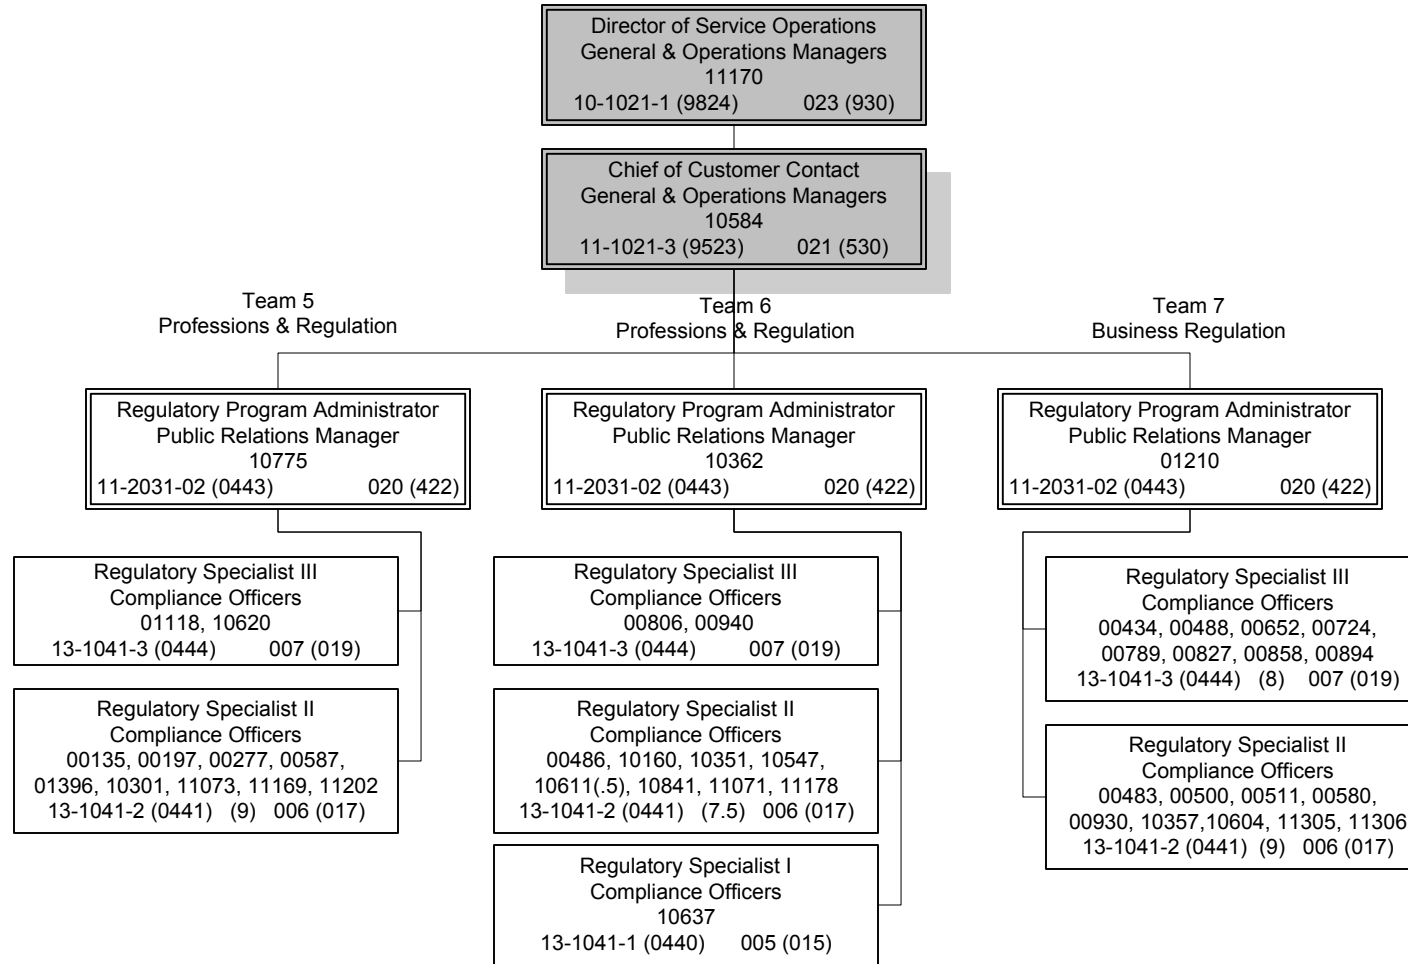 Director of Service Operations
General & Operations Managers
11170
10-1021-1 (9824) 023 (930)
Chief of Customer Contact
General & Operations Managers
10584
11-1021-3 (9523) 021 (530)
Team 5
Professions & Regulation
Team 6
Professions & Regulation
Team 7
Business Regulation
Regulatory Program Administrator
Public Relations Manager
10775
11-2031-02 (0443) 020 (422)
Regulatory Program Administrator
Public Relations Manager
10362
11-2031-02 (0443) 020 (422)
Regulatory Program Administrator
Public Relations Manager
01210
11-2031-02 (0443) 020 (422)
Regulatory Specialist III
Compliance Officers
01118, 10620
13-1041-3 (0444) 007 (019)
Regulatory Specialist III
Compliance Officers
00806, 00940
13-1041-3 (0444) 007 (019)
Regulatory Specialist III
Compliance Officers
00434, 00488, 00652, 00724,
00789, 00827, 00858, 00894
13-1041-3 (0444) (8) 007 (019)
Regulatory Specialist II
Compliance Officers
00135, 00197, 00277, 00587,
01396, 10301, 11073, 11169, 11202
13-1041-2 (0441) (9) 006 (017)
Regulatory Specialist II
Compliance Officers
00486, 10160, 10351, 10547,
10611(.5), 10841, 11071, 11178
13-1041-2 (0441) (7.5) 006 (017)
Regulatory Specialist II
Compliance Officers
00483, 00500, 00511, 00580,
00930, 10357,10604, 11305, 11306
13-1041-2 (0441) (9) 006 (017)
Regulatory Specialist I
Compliance Officers
10637
13-1041-1 (0440) 005 (015)